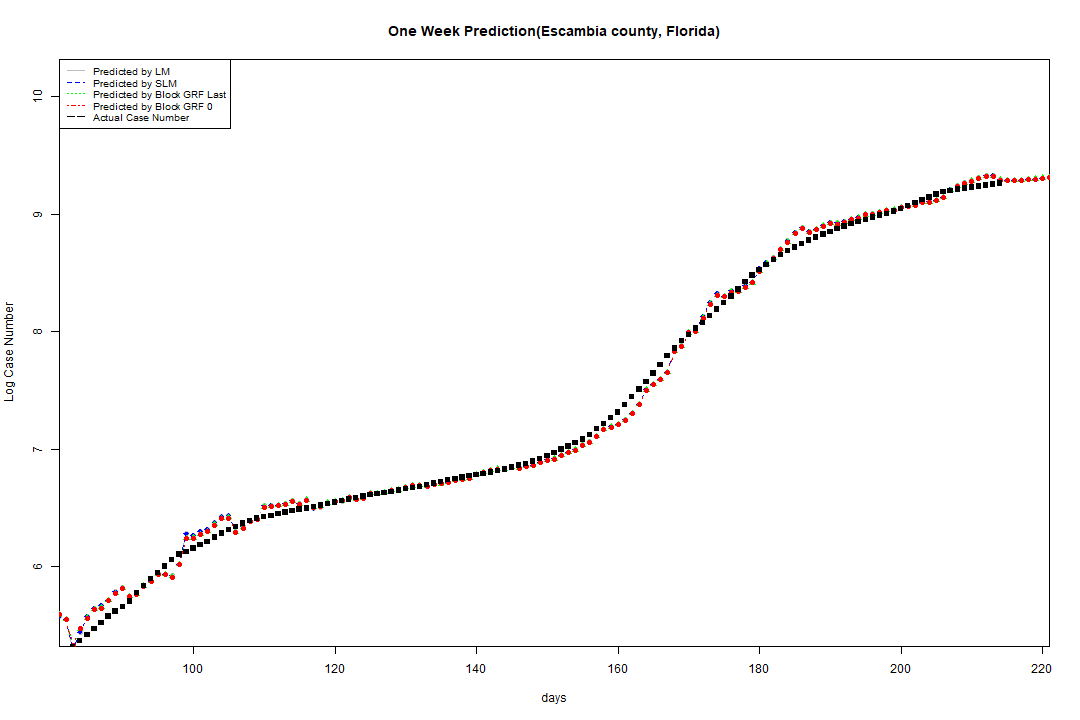 One Week Prediction(Escambia county, Florida)
Predicted by LM
Predicted by SLM
Predicted by Block GRF Last
Predicted by Block GRF 0
Actual Case Number
Log Case Number
10
9
8
7
6
100 120 140 160 180 200 220
days